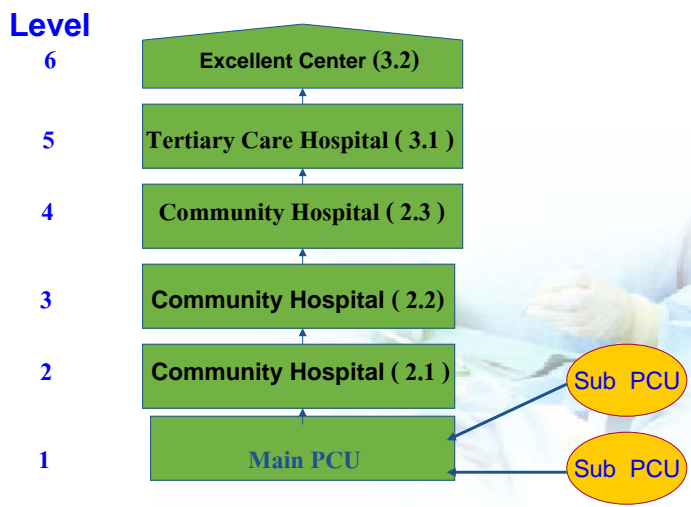 Level
6 Excellent Center (3.2)
5 Tertiary Care Hospital ( 3.1 )
4 Community Hospital ( 2.3 )
3 Community Hospital ( 2.2)
2 Community Hospital ( 2.1 )
Sub PCU
1 Main PCU
Sub PCU